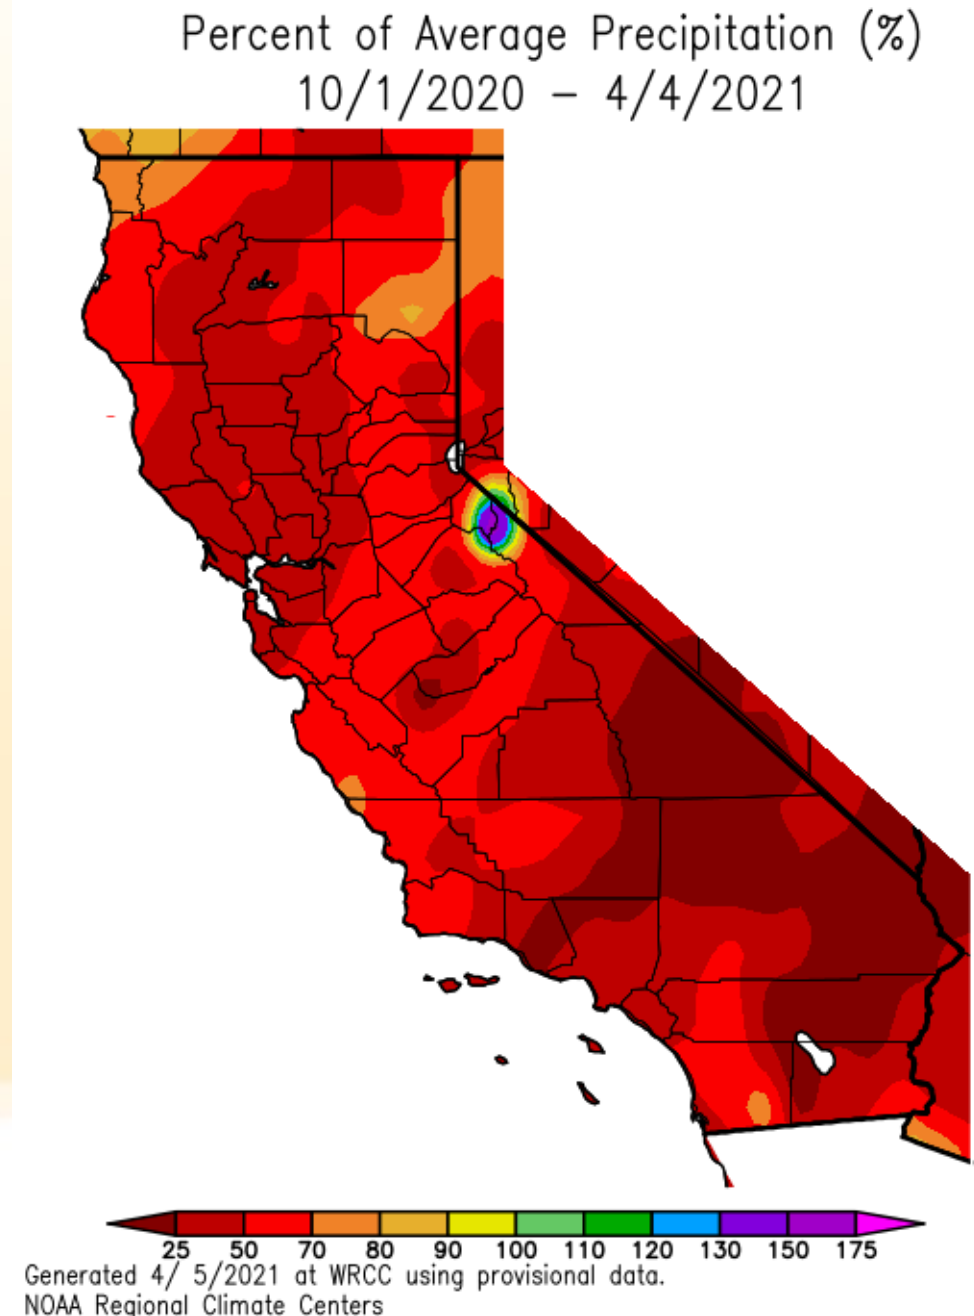 Percent of Average Precipitation (%)
10/1/2020 – 4/4/2021
25 50 70 80 90 100 110 120 130 150 175
Generated 4/ 5/2021 at WRCC using provisional data.
NOAA Regional Climate Centers